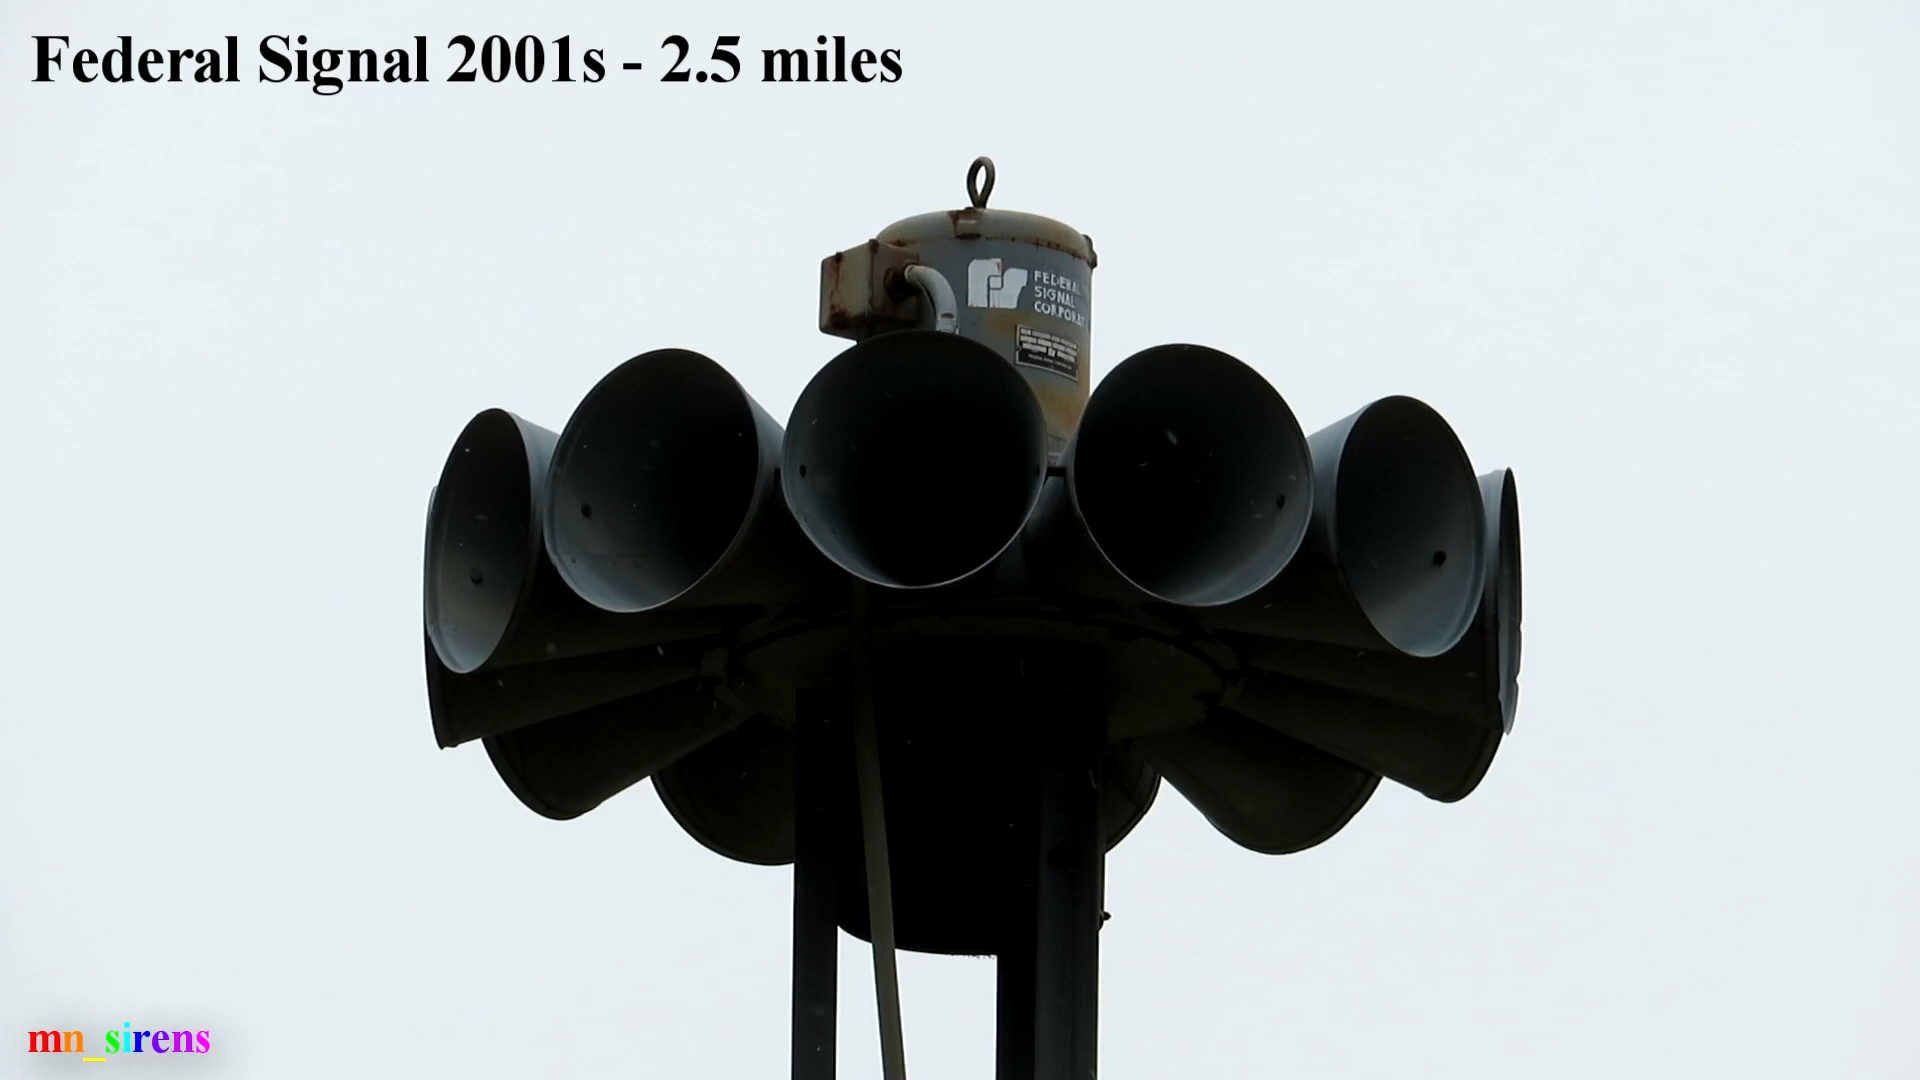 Federal Signal 2001s - 2.5 miles
FEDERAL
SIGNAL
CORPORAT
mn_sirens